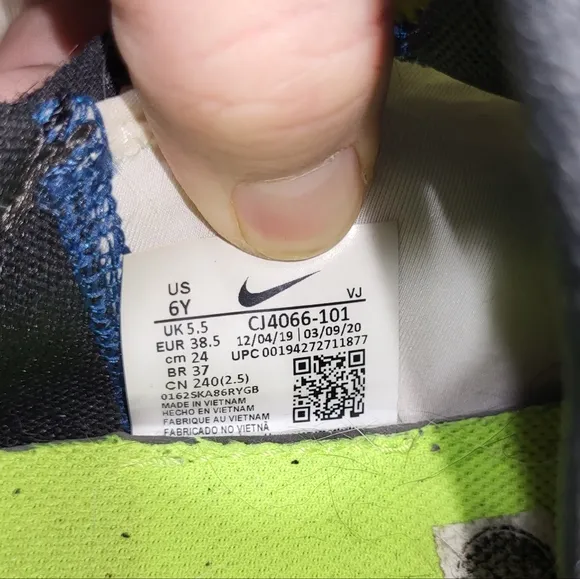 US
6Y
UK 5.5
EUR 38.5
cm 24
BR 37
CN 240(2.5)
0162SKA86RYGB
MADE IN VIETNAM
HECHO EN VIETNAM
FABRIQUE AU VIETNAM
FABRICADO NO VIETNÃ
VJ
CJ4066-101
12/04/19 | 03/09/20
UPC 00194272711877